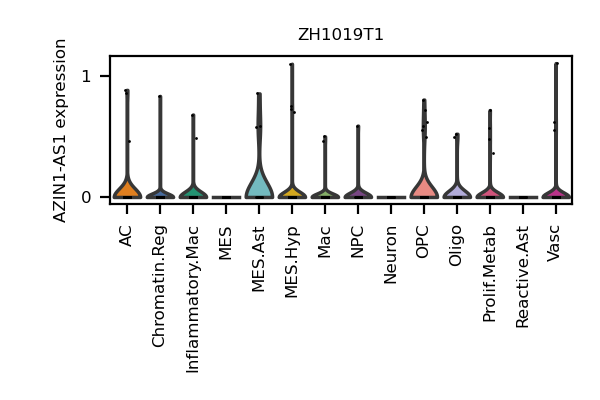 ZH1019T1
AZIN1-AS1 expression
1
0
AC
Chromatin.Reg
Inflammatory.Mac
MES
MES.Ast
MES.Hyp
Mac
NPC
Neuron
OPC
Oligo
Prolif.Metab
Reactive.Ast
Vasc